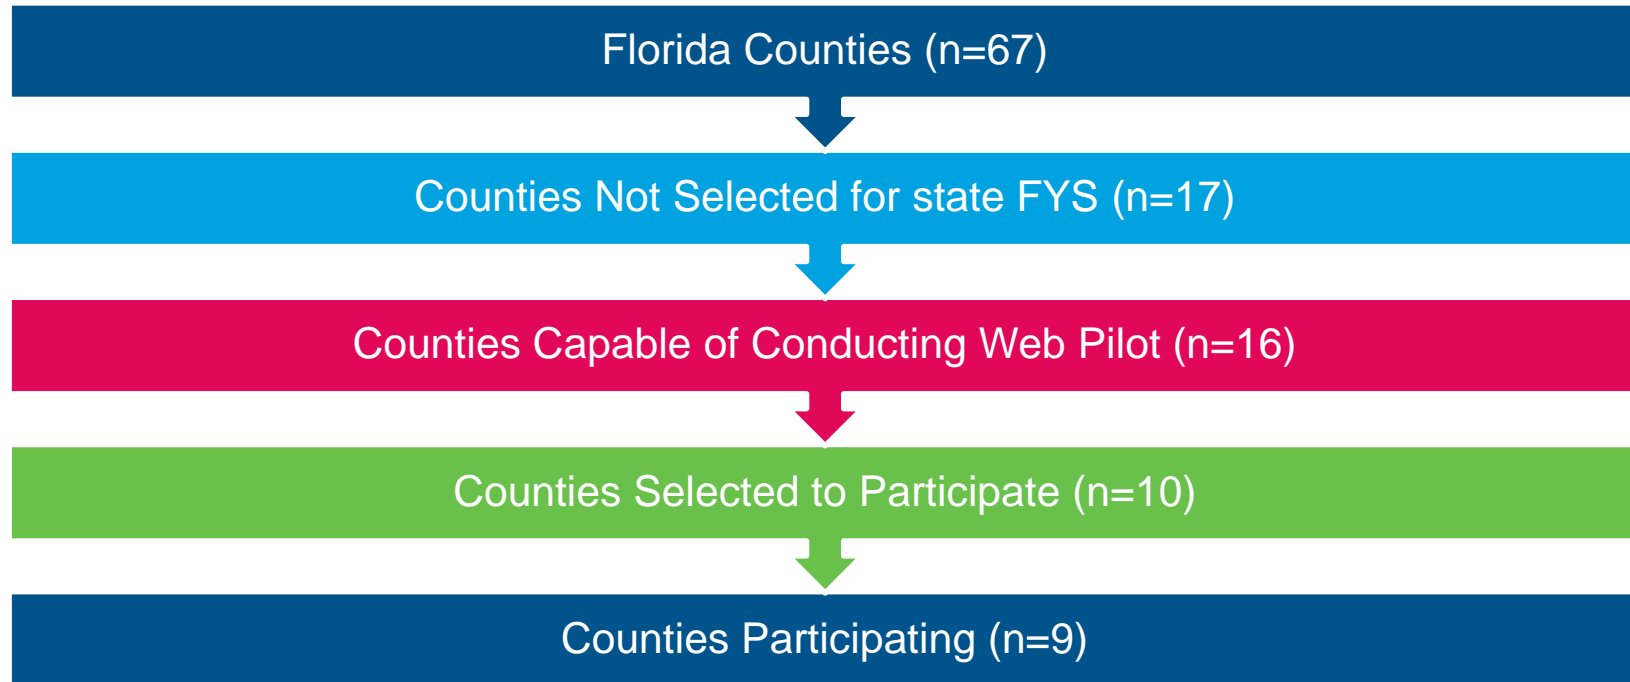 Florida Counties (n=67)
Counties Not Selected for state FYS (n=17)
Counties Capable of Conducting Web Pilot (n=16)
Counties Selected to Participate (n=10)
Counties Participating (n=9)